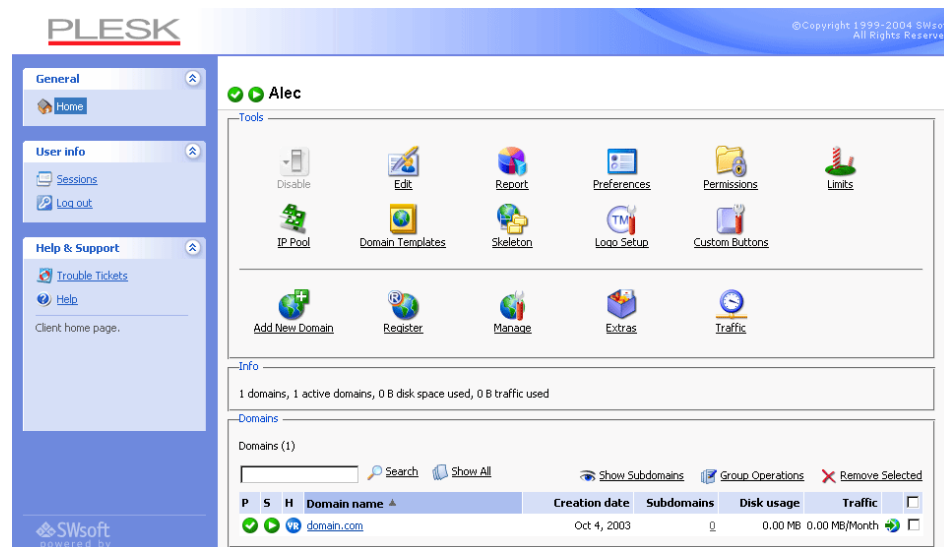 PLESK
©Copyright 1999-2004 SWso
All Rights Reserve
General
Home
User info
Sessions
Log out
Help & Support
Trouble Tickets
Help
Client home page.
SWsoft
powered by
Alec
Tools
Disable Edit Report Preferences Permissions Limits
IP Pool Domain Templates Skeleton Logo Setup Custom Buttons
Add New Domain Register Manage Extras Traffic
Info
1 domains, 1 active domains, 0 B disk space used, 0 B traffic used
Domains
Domains (1)
Search Show All Show Subdomains Group Operations Remove Selected
P S H Domain name Creation date Subdomains Disk usage Traffic
VR domain.com Oct 4, 2003 0 0.00 MB 0.00 MB/Month